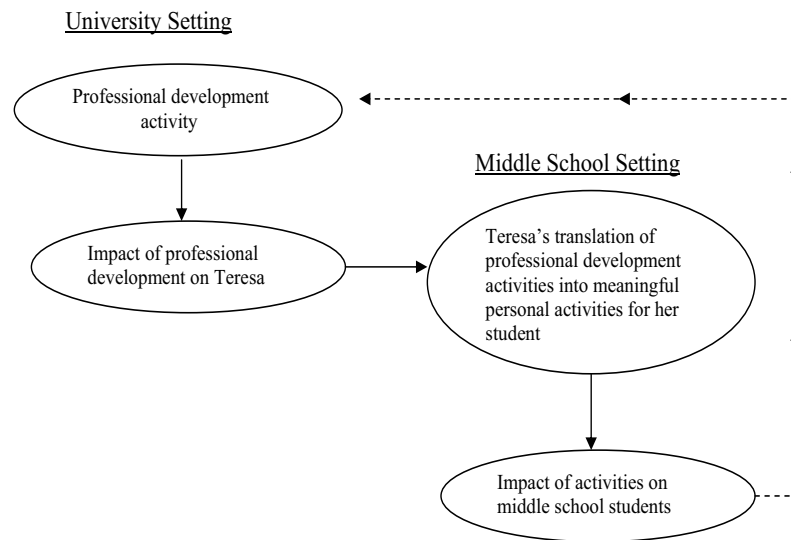 University Setting
Professional development
activity
Impact of professional
development on Teresa
Middle School Setting
Teresa’s translation of
professional development
activities into meaningful
personal activities for her
student
Impact of activities on
middle school students